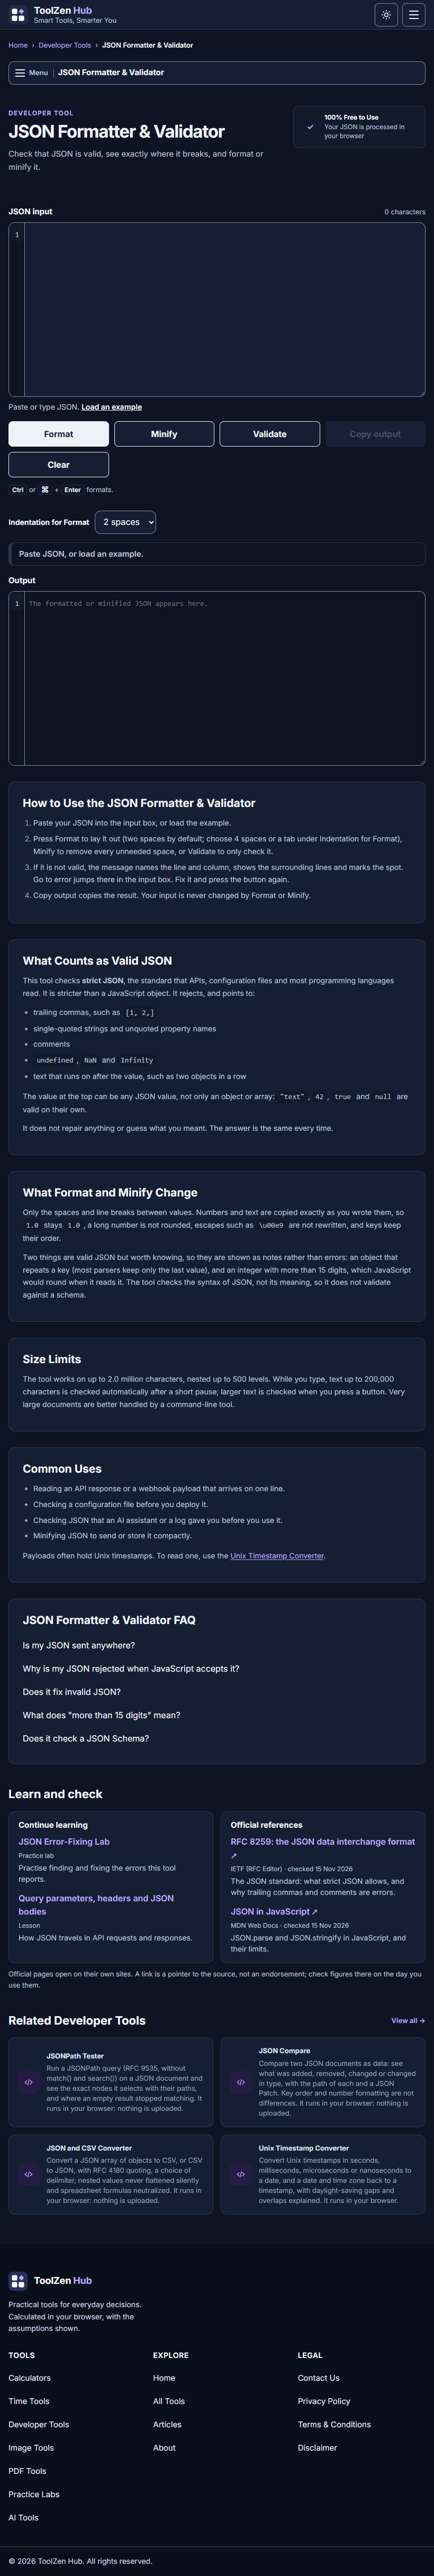 ToolZen Hub
Smart Tools, Smarter You
Home › Developer Tools › JSON Formatter & Validator
Menu | JSON Formatter & Validator
DEVELOPER TOOL
JSON Formatter & Validator
Check that JSON is valid, see exactly where it breaks, and format or
minify it.
100% Free to Use
Your JSON is processed in
your browser
JSON input
0 characters
1
Paste or type JSON. Load an example
Format
Minify
Validate
Copy output
Clear
Ctrl or ⌘ + Enter formats.
Indentation for Format 2 spaces
Paste JSON, or load an example.
Output
1
The formatted or minified JSON appears here.
How to Use the JSON Formatter & Validator
1. Paste your JSON into the input box, or load the example.
2. Press Format to lay it out (two spaces by default; choose 4 spaces or a tab under Indentation for Format),
Minify to remove every unneeded space, or Validate to only check it.
3. If it is not valid, the message names the line and column, shows the surrounding lines and marks the spot.
Go to error jumps there in the input box. Fix it and press the button again.
4. Copy output copies the result. Your input is never changed by Format or Minify.
What Counts as Valid JSON
This tool checks strict JSON, the standard that APIs, configuration files and most programming languages
read. It is stricter than a JavaScript object. It rejects, and points to:
• trailing commas, such as [1, 2,]
• single-quoted strings and unquoted property names
• comments
• undefined, NaN and Infinity
• text that runs on after the value, such as two objects in a row
The value at the top can be any JSON value, not only an object or array: "text", 42, true and null are
valid on their own.
It does not repair anything or guess what you meant. The answer is the same every time.
What Format and Minify Change
Only the spaces and line breaks between values. Numbers and text are copied exactly as you wrote them, so
1.0 stays 1.0, a long number is not rounded, escapes such as \u00e9 are not rewritten, and keys keep
their order.
Two things are valid JSON but worth knowing, so they are shown as notes rather than errors: an object that
repeats a key (most parsers keep only the last value), and an integer with more than 15 digits, which JavaScript
would round when it reads it. The tool checks the syntax of JSON, not its meaning, so it does not validate
against a schema.
Size Limits
The tool works on up to 2.0 million characters, nested up to 500 levels. While you type, text up to 200,000
characters is checked automatically after a short pause; larger text is checked when you press a button. Very
large documents are better handled by a command-line tool.
Common Uses
• Reading an API response or a webhook payload that arrives on one line.
• Checking a configuration file before you deploy it.
• Checking JSON that an AI assistant or a log gave you before you use it.
• Minifying JSON to send or store it compactly.
Payloads often hold Unix timestamps. To read one, use the Unix Timestamp Converter.
JSON Formatter & Validator FAQ
Is my JSON sent anywhere?
Why is my JSON rejected when JavaScript accepts it?
Does it fix invalid JSON?
What does "more than 15 digits" mean?
Does it check a JSON Schema?
Learn and check
Continue learning
JSON Error-Fixing Lab
Practice lab
Practise finding and fixing the errors this tool
reports.
Query parameters, headers and JSON
bodies
Lesson
How JSON travels in API requests and responses.
Official references
RFC 8259: the JSON data interchange format
↗
IETF (RFC Editor) · checked 15 Nov 2026
The JSON standard: what strict JSON allows, and
why trailing commas and comments are errors.
JSON in JavaScript ↗
MDN Web Docs · checked 15 Nov 2026
JSON.parse and JSON.stringify in JavaScript, and
their limits.
Official pages open on their own sites. A link is a pointer to the source, not an endorsement; check figures there on the day you
use them.
Related Developer Tools
View all →
JSONPath Tester
Run a JSONPath query (RFC 9535, without
match() and search()) on a JSON document and
see the exact nodes it selects with their paths,
and where an empty result stopped matching. It
runs in your browser: nothing is uploaded.
JSON Compare
Compare two JSON documents as data: see
what was added, removed, changed or changed
in type, with the path of each and a JSON
Patch. Key order and number formatting are not
differences. It runs in your browser: nothing is
uploaded.
JSON and CSV Converter
Convert a JSON array of objects to CSV, or CSV
to JSON, with RFC 4180 quoting, a choice of
delimiter, nested values never flattened silently
and spreadsheet formulas neutralized. It runs in
your browser: nothing is uploaded.
Unix Timestamp Converter
Convert Unix timestamps in seconds,
milliseconds, microseconds or nanoseconds to
a date, and a date and time zone back to a
timestamp, with daylight-saving gaps and
overlaps explained. It runs in your browser.
ToolZen Hub
Practical tools for everyday decisions.
Calculated in your browser, with the
assumptions shown.
TOOLS
Calculators
Time Tools
Developer Tools
Image Tools
PDF Tools
Practice Labs
AI Tools
EXPLORE
Home
All Tools
Articles
About
LEGAL
Contact Us
Privacy Policy
Terms & Conditions
Disclaimer
© 2026 ToolZen Hub. All rights reserved.